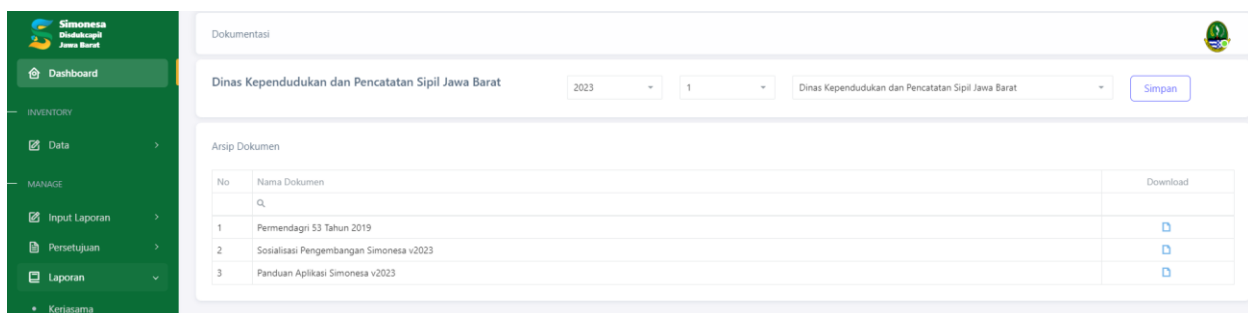 Simonesa
Disdukcapil
Jawa Barat
Dashboard
INVENTORY
Data
MANAGE
Input Laporan
Persetujuan
Laporan
Kerjasama
Dokumentasi
Dinas Kependudukan dan Pencatatan Sipil Jawa Barat
2023
1
Dinas Kependudukan dan Pencatatan Sipil Jawa Barat
Simpan
Arsip Dokumen
No Nama Dokumen Download
1 Permendagri 53 Tahun 2019
2 Sosialisasi Pengembangan Simonesa v2023
3 Panduan Aplikasi Simonesa v2023